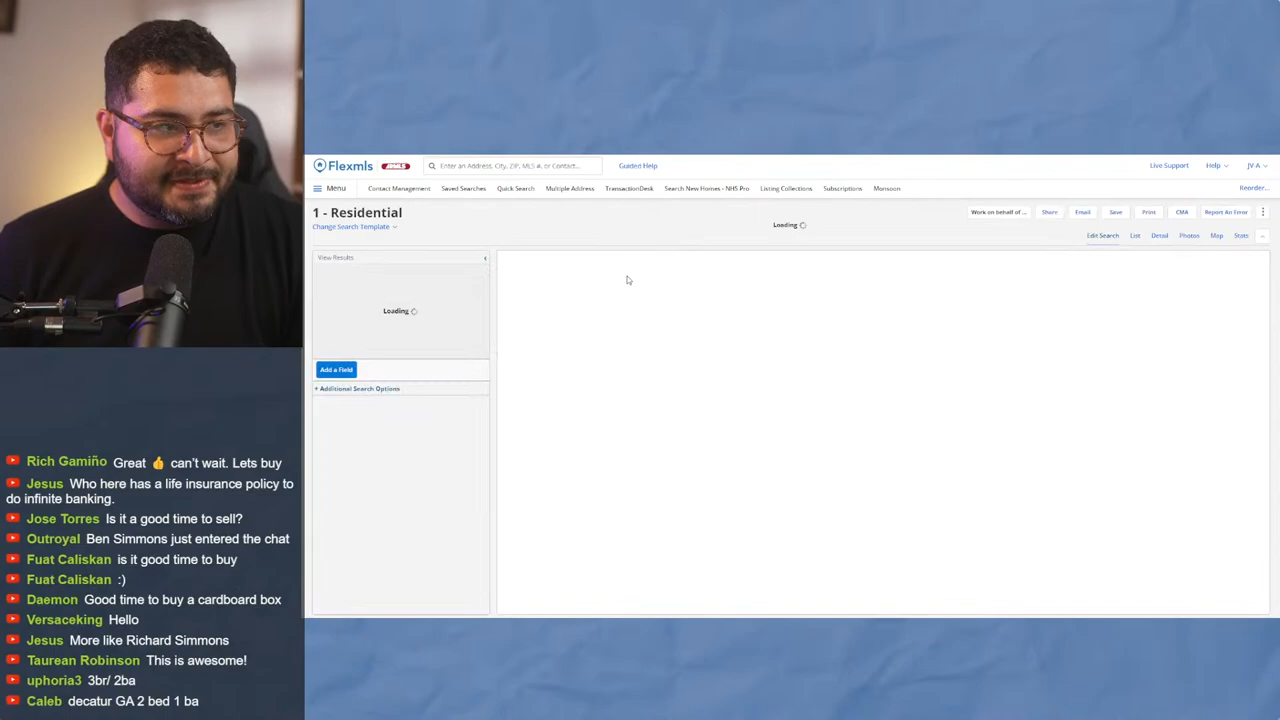 Flexmls
ARMLS
Enter an Address, City, ZIP, MLS #, or Contact...
Guided Help
Live Support
Help
JV A
Menu
Contact Management
Saved Searches
Quick Search
Multiple Address
TransactionDesk
Search New Homes - NHS Pro
Listing Collections
Subscriptions
Monsoon
Reorder...
1 - Residential
Change Search Template
Loading
Work on behalf of ...
Share
Email
Save
Print
CMA
Report An Error
Edit Search
List
Detail
Photos
Map
Stats
View Results
Loading
Add a Field
+ Additional Search Options
Rich Gamiño Great 👍 can't wait. Lets buy
Jesus Who here has a life insurance policy to
do infinite banking.
Jose Torres Is it a good time to sell?
Outroyal Ben Simmons just entered the chat
Fuat Caliskan is it good time to buy
Fuat Caliskan :)
Daemon Good time to buy a cardboard box
Versaceking Hello
Jesus More like Richard Simmons
Taurean Robinson This is awesome!
uphoria3 3br/ 2ba
Caleb decatur GA 2 bed 1 ba